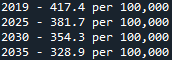 2019 - 417.4 per 100,000
2025 - 381.7 per 100,000
2030 - 354.3 per 100,000
2035 - 328.9 per 100,000